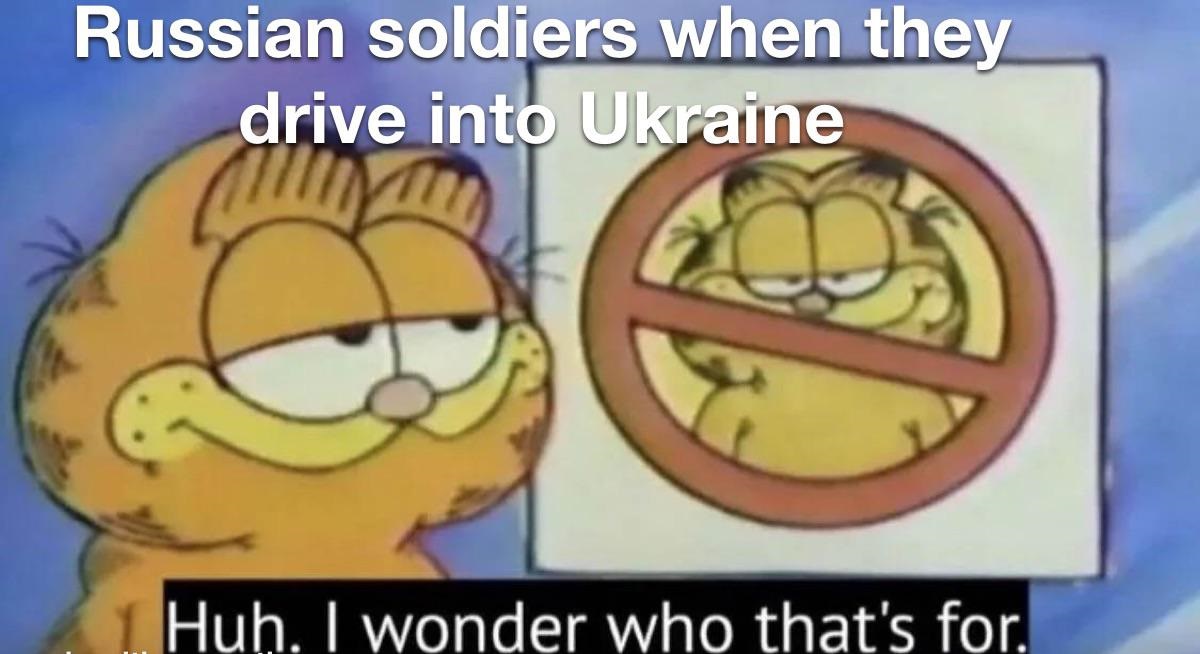 Russian soldiers when they
drive into Ukraine
Huh. I wonder who that's for.